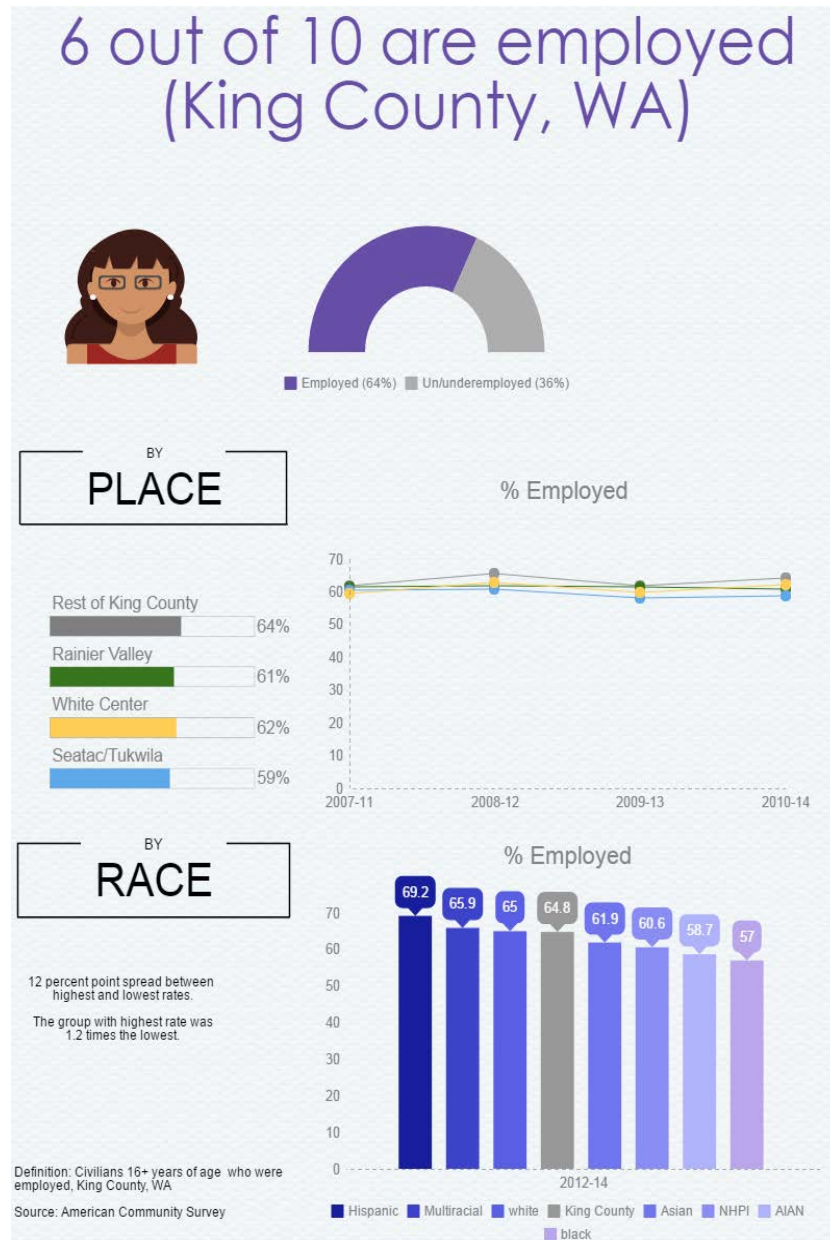 6 out of 10 are employed
(King County, WA)
Employed (64%) Un/underemployed (36%)
BY
PLACE
% Employed
Rest of King County
64%
Rainier Valley
61%
White Center
62%
Seatac/Tukwila
59%
70
60
50
40
30
20
10
0
2007-11 2008-12 2009-13 2010-14
BY
RACE
% Employed
12 percent point spread between
highest and lowest rates.
The group with highest rate was
1.2 times the lowest.
69.2 65.9 65 64.8 61.9 60.6 58.7 57
70
60
50
40
30
20
10
0
2012-14
Hispanic Multiracial white King County Asian NHPI AIAN
black
Definition: Civilians 16+ years of age who were
employed, King County, WA
Source: American Community Survey